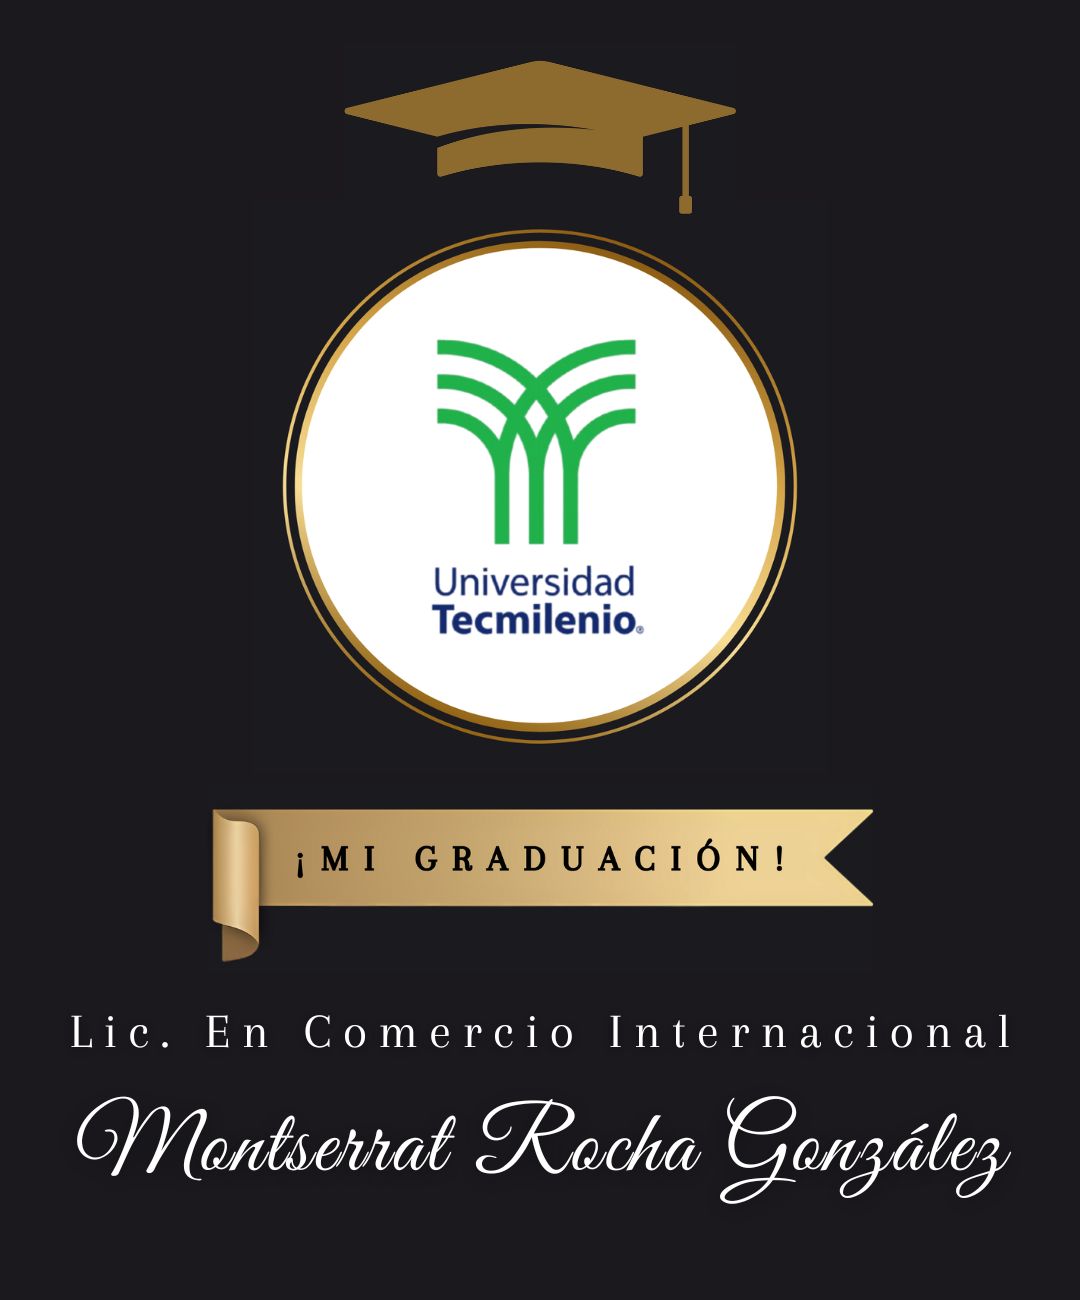 Universidad
Tecmilenio®
¡MI GRADUACIÓN!
Lic. En Comercio Internacional
Montserrat Rocha González